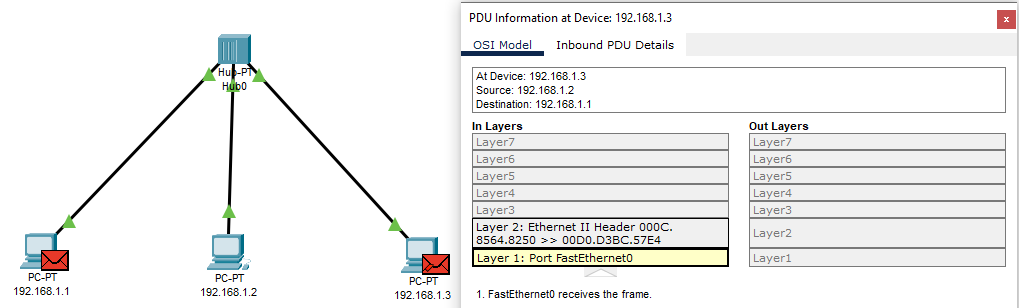 Hub-PT
Hub0
PC-PT
192.168.1.1
PC-PT
192.168.1.2
PC-PT
192.168.1.3
PDU Information at Device: 192.168.1.3
x
OSI Model
Inbound PDU Details
At Device: 192.168.1.3
Source: 192.168.1.2
Destination: 192.168.1.1
In Layers
Layer7
Layer6
Layer5
Layer4
Layer3
Layer 2: Ethernet II Header 000C.
8564.8250 >> 00D0.D3BC.57E4
Layer 1: Port FastEthernet0
Out Layers
Layer7
Layer6
Layer5
Layer4
Layer3
Layer2
Layer1
1. FastEthernet0 receives the frame.